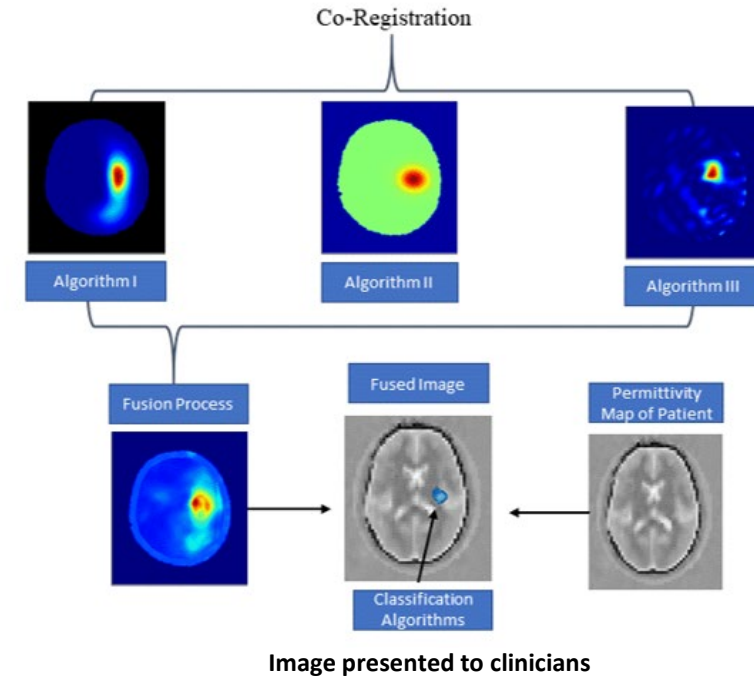 Co-Registration
Algorithm I
Algorithm II
Algorithm III
Fusion Process
Fused Image
Permittivity
Map of Patient
Classification
Algorithms
Image presented to clinicians